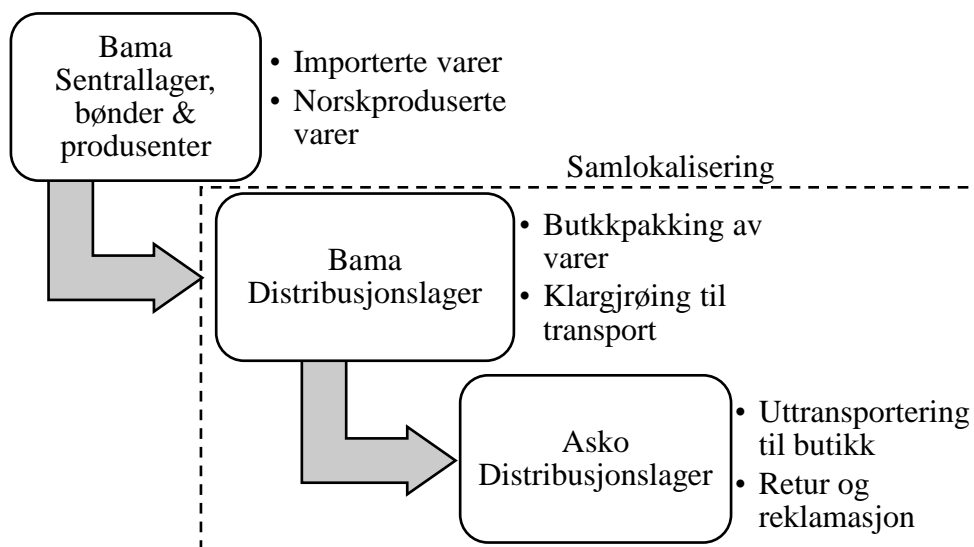 Bama
Sentrallager,
bønder &
produsenter
• Importerte varer
• Norskproduserte
varer
Samlokalisering
Bama
Distribusjonslager
• Butkkpakking av
varer
• Klargjrøing til
transport
Asko
Distribusjonslager
• Uttransportering
til butikk
• Retur og
reklamasjon